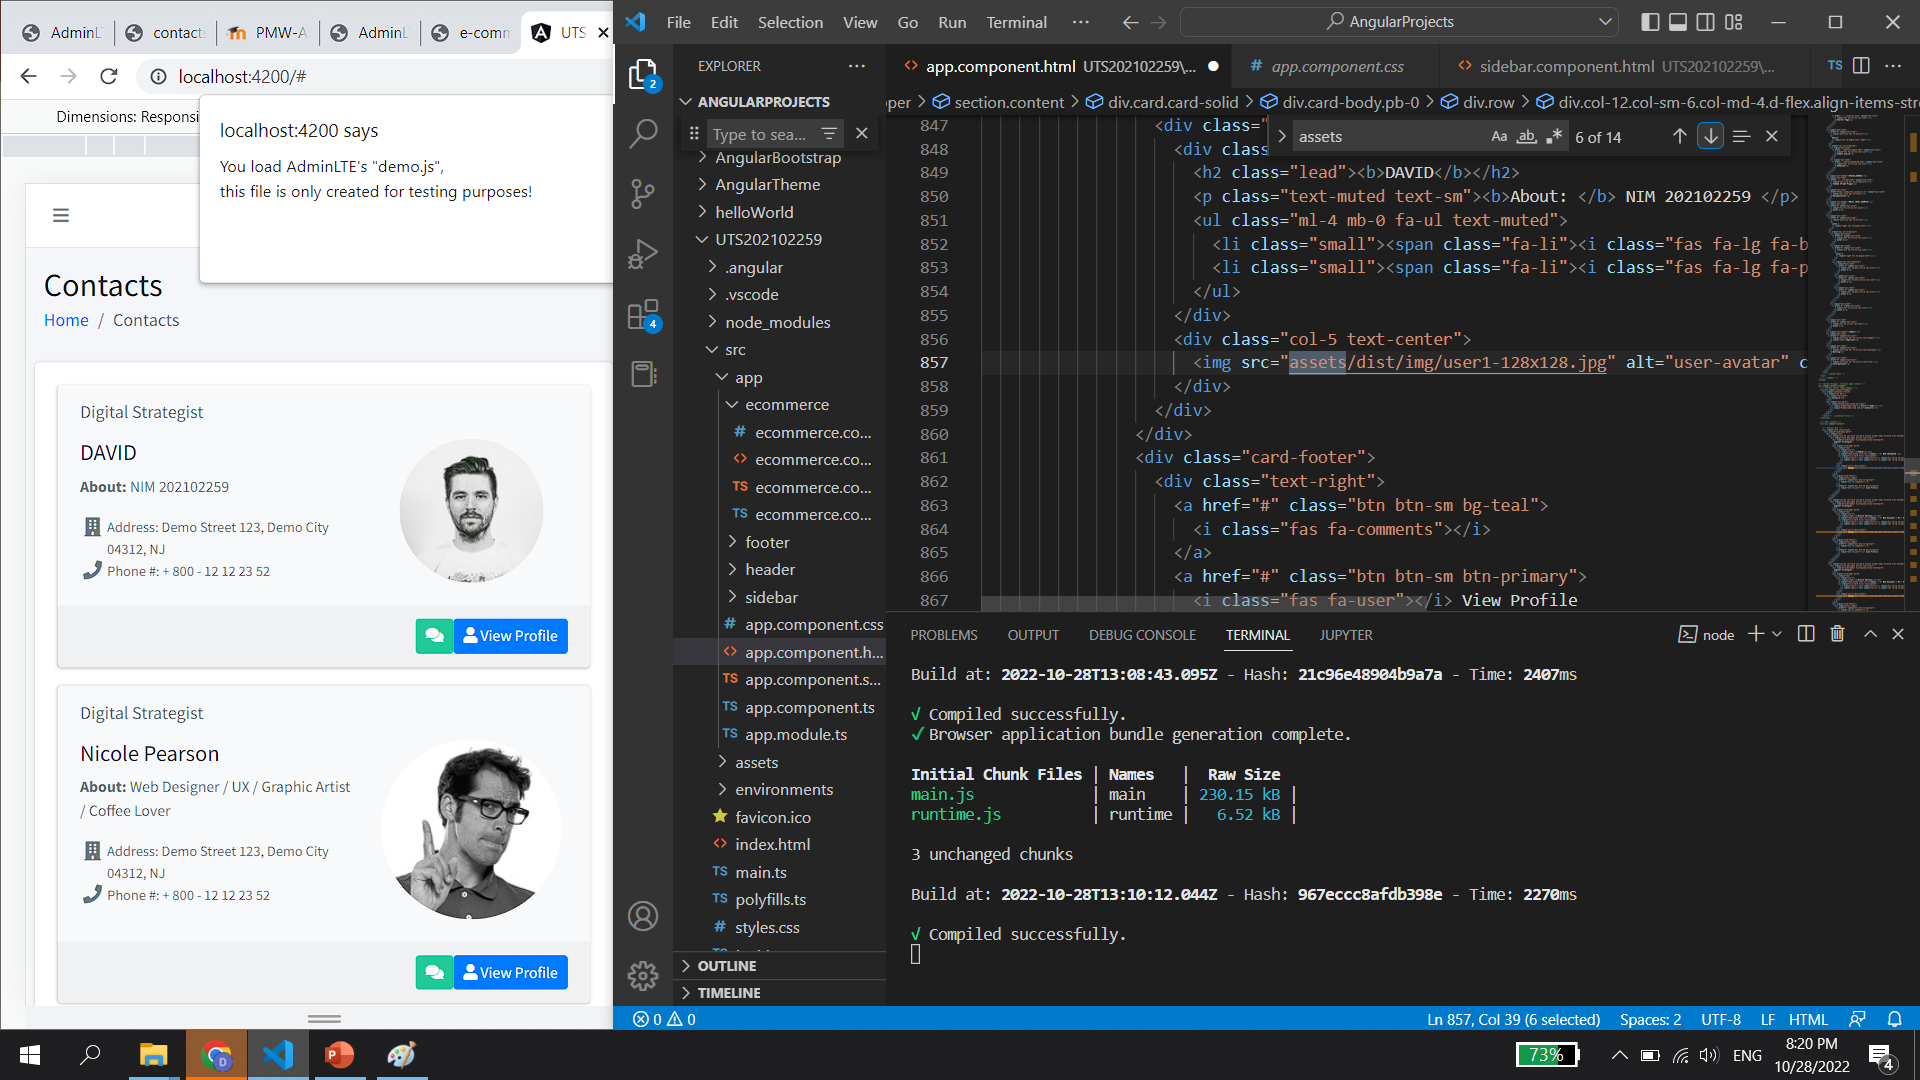 AdminL
contact
PMW-A
AdminL
e-comm
UTS
localhost:4200/#
Dimensions: Responsi
localhost:4200 says
You load AdminLTE's "demo.js",
this file is only created for testing purposes!
Contacts
Home / Contacts
Digital Strategist
DAVID
About: NIM 202102259
Address: Demo Street 123, Demo City
04312, NJ
Phone #: + 800 - 12 12 23 52
View Profile
Digital Strategist
Nicole Pearson
About: Web Designer / UX / Graphic Artist
/ Coffee Lover
Address: Demo Street 123, Demo City
04312, NJ
Phone #: + 800 - 12 12 23 52
View Profile
File Edit Selection View Go Run Terminal ···
AngularProjects
2
4
EXPLORER
ANGULARPROJECTS
Type to sea...
AngularBootstrap
AngularTheme
helloWorld
UTS202102259
.angular
.vscode
node_modules
src
app
ecommerce
# ecommerce.co...
<> ecommerce.co...
TS ecommerce.co...
TS ecommerce.co...
footer
header
sidebar
# app.component.css
<> app.component.h...
TS app.component.s...
TS app.component.ts
TS app.module.ts
assets
environments
favicon.ico
<> index.html
TS main.ts
TS polyfills.ts
# styles.css
OUTLINE
TIMELINE
<> app.component.html UTS202102259\...
# app.component.css
<> sidebar.component.html UTS202102259\...
TS
pper > section.content > div.card.card-solid > div.card-body.pb-0 > div.row > div.col-12.col-sm-6.col-md-4.d-flex.align-items-str
assets Aa ab 6 of 14
847 <div class="
848 <div clas
849 <h2 class="lead"><b>DAVID</b></h2>
850 <p class="text-muted text-sm"><b>About: </b> NIM 202102259 </p>
851 <ul class="ml-4 mb-0 fa-ul text-muted">
852 <li class="small"><span class="fa-li"><i class="fas fa-lg fa-b
853 <li class="small"><span class="fa-li"><i class="fas fa-lg fa-p
854 </ul>
855 </div>
856 <div class="col-5 text-center">
857 <img src="assets/dist/img/user1-128x128.jpg" alt="user-avatar" c
858 </div>
859 </div>
860 </div>
861 <div class="card-footer">
862 <div class="text-right">
863 <a href="#" class="btn btn-sm bg-teal">
864 <i class="fas fa-comments"></i>
865 </a>
866 <a href="#" class="btn btn-sm btn-primary">
867 <i class="fas fa-user"></i> View Profile
PROBLEMS OUTPUT DEBUG CONSOLE TERMINAL JUPYTER
node
Build at: 2022-10-28T13:08:43.095Z - Hash: 21c96e48904b9a7a - Time: 2407ms
√ Compiled successfully.
✓ Browser application bundle generation complete.
Initial Chunk Files | Names | Raw Size
main.js | main | 230.15 kB |
runtime.js | runtime | 6.52 kB |
3 unchanged chunks
Build at: 2022-10-28T13:10:12.044Z - Hash: 967eccc8afdb398e - Time: 2270ms
√ Compiled successfully.
0 0
Ln 857, Col 39 (6 selected) Spaces: 2 UTF-8 LF HTML
73%
ENG
8:20 PM
10/28/2022
4